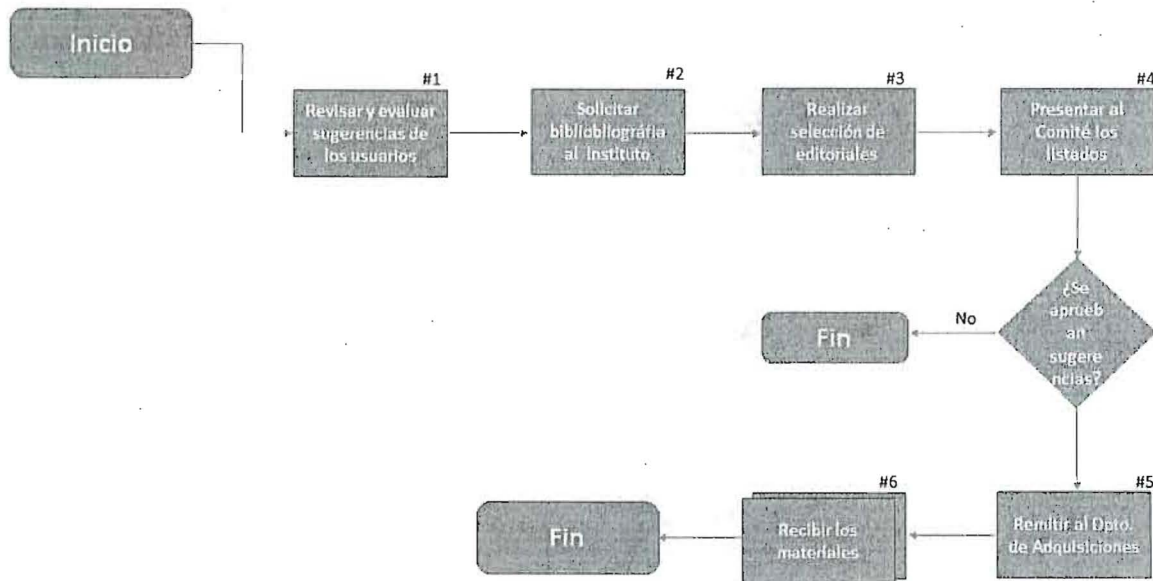 Inicio
#1
Revisar y evaluar
sugerencias de
los usuarios
#2
Solicitar
bibliobliográfia
al Instituto
#3
Realizar
selección de
editoriales
#4
Presentar al
Comité los
listados
¿Se
aprueb
an
sugere
ncias?
No
Fin
#5
Remitir al Dpto.
de Adquisiciones
#6
Recibir los
materiales
Fin